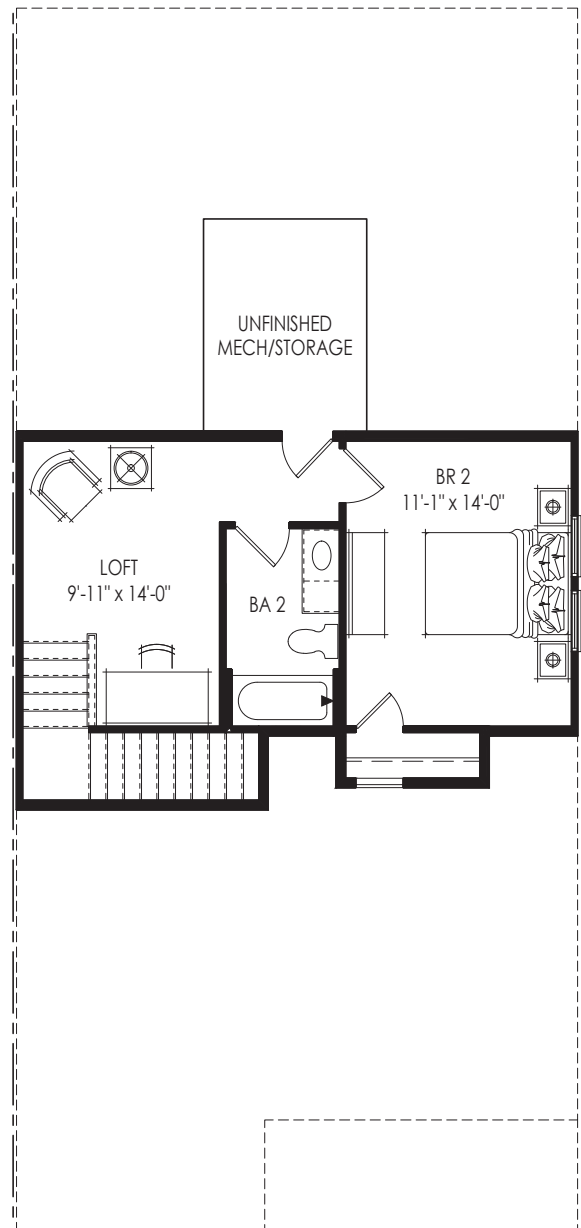 UNFINISHED
MECH/STORAGE
BR 2
11'-1" x 14'-0"
LOFT
9'-11" x 14'-0"
BA 2